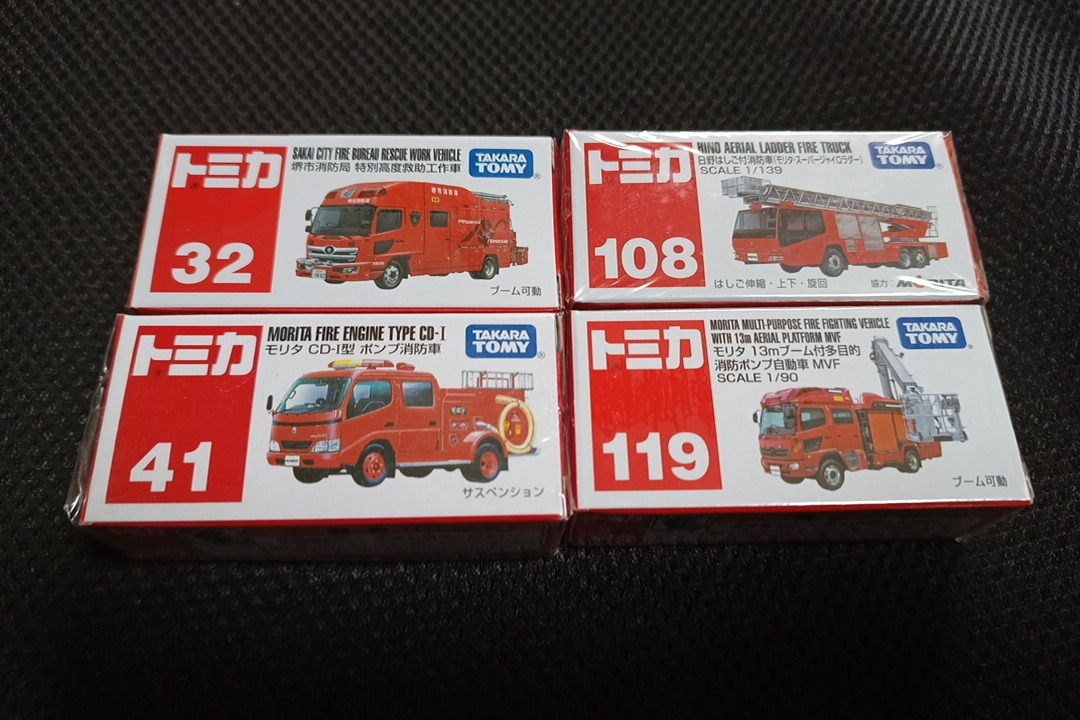 トミカ
32
SAKAI CITY FIRE BUREAU RESCUE WORK VEHICLE
堺市消防局 特別高度救助工作車
TAKARA
TOMY
ブーム可動
トミカ
108
HINO AERIAL LADDER FIRE TRUCK
日野はしご付消防車(モリタ・スーパージャイロラダー)
SCALE 1/139
TAKARA
TOMY
はしご伸縮・上下・旋回
協力: MORITA
トミカ
41
MORITA FIRE ENGINE TYPE CD-I
モリタ CD-I型 ポンプ消防車
TAKARA
TOMY
サスペンション
トミカ
119
MORITA MULTI-PURPOSE FIRE FIGHTING VEHICLE
WITH 13m AERIAL PLATFORM MVF
モリタ 13mブーム付多目的
消防ポンプ自動車 MVF
SCALE 1/90
TAKARA
TOMY
ブーム可動